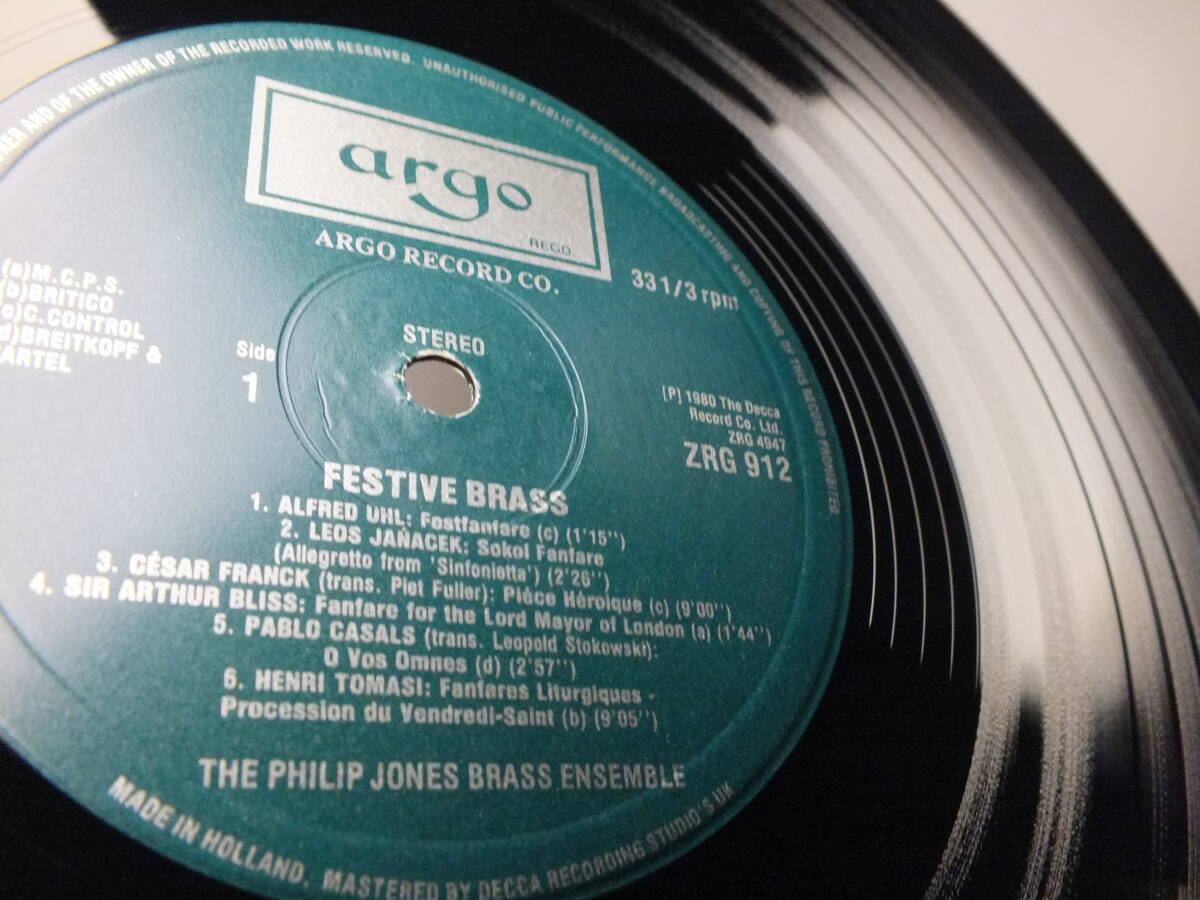 ER AND OF THE OWNER OF THE RECORDED WORK RESERVED. UNAUTHORISED PUBLIC PERFORMANCE BROADCASTING AND COPYING OF THIS RECORD PROHIBITED.
argo
REGD.
ARGO RECORD CO.
33 1/3 rpm
(a)M.C.P.S.
(b)BRITICO
(c)C.CONTROL
d)BREITKOPF &
ARTEL
STEREO
Side
1
[P] 1980 The Decca
Record Co. Ltd.
ZRG 4947
ZRG 912
FESTIVE BRASS
1. ALFRED UHL: Festfanfare (c) (1'15")
2. LEOS JAŇACEK: Sokol Fanfare
(Allegretto from 'Sinfonietta') (2'26")
3. CÉSAR FRANCK (trans. Piet Fuller): Piéce Héroique (c) (9'00")
4. SIR ARTHUR BLISS: Fanfare for the Lord Mayor of London (a) (1'44")
5. PABLO CASALS (trans. Leopold Stokowski):
O Vos Omnes (d) (2'57")
6. HENRI TOMASI: Fanfares Liturgiques -
Procession du Vendredi-Saint (b) (9'05")
THE PHILIP JONES BRASS ENSEMBLE
MADE IN HOLLAND. MASTERED BY DECCA RECORDING STUDIO'S UK